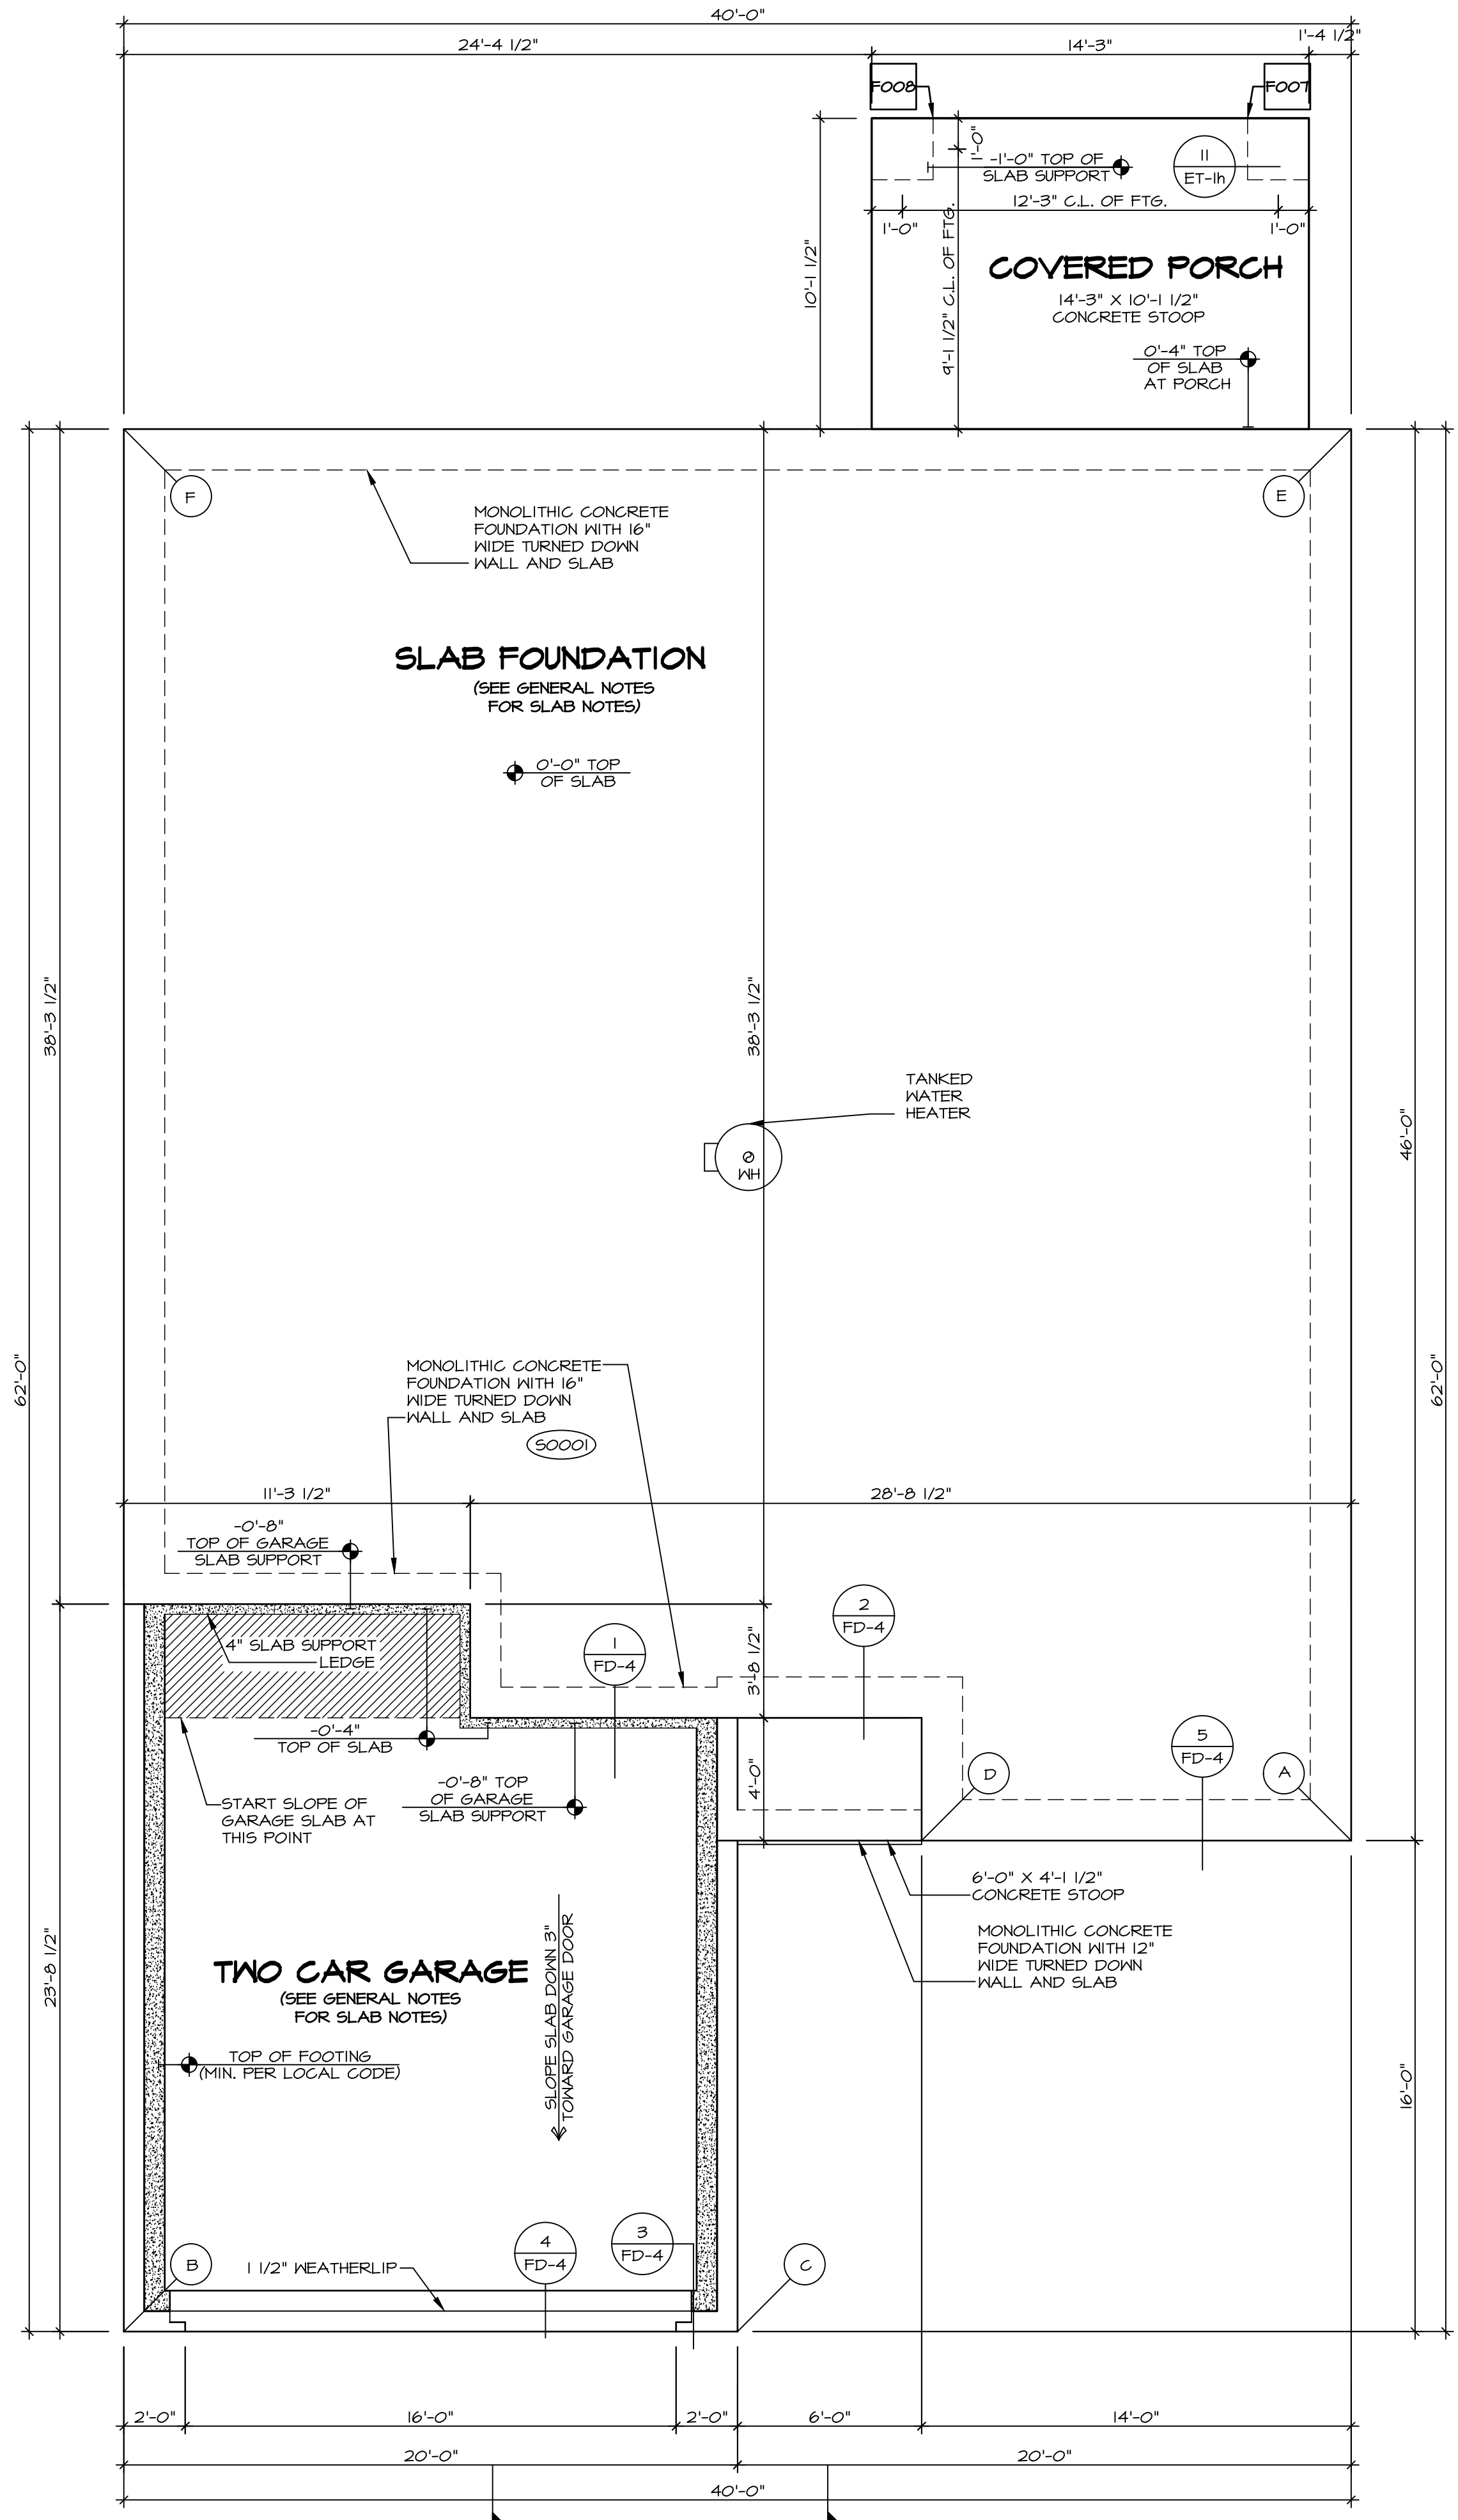 40'-0"
24'-4 1/2"
14'-3"
1'-4 1/2"
F008
F007
1'-0"
-1'-0" TOP OF
SLAB SUPPORT
11
ET-1h
12'-3" C.L. OF FTG.
1'-0"
1'-0"
10'-1 1/2"
9'-1 1/2" C.L. OF FTG.
COVERED PORCH
14'-3" X 10'-1 1/2"
CONCRETE STOOP
0'-4" TOP
OF SLAB
AT PORCH
F
E
MONOLITHIC CONCRETE
FOUNDATION WITH 16"
WIDE TURNED DOWN
WALL AND SLAB
SLAB FOUNDATION
(SEE GENERAL NOTES
FOR SLAB NOTES)
0'-0" TOP
OF SLAB
38'-3 1/2"
38'-3 1/2"
TANKED
WATER
HEATER
WH
46'-0"
62'-0"
62'-0"
MONOLITHIC CONCRETE
FOUNDATION WITH 16"
WIDE TURNED DOWN
WALL AND SLAB
S0001
11'-3 1/2"
28'-8 1/2"
-0'-8"
TOP OF GARAGE
SLAB SUPPORT
4" SLAB SUPPORT
LEDGE
1
FD-4
2
FD-4
3'-8 1/2"
-0'-4"
TOP OF SLAB
5
FD-4
D
A
4'-0"
-0'-8" TOP
OF GARAGE
SLAB SUPPORT
START SLOPE OF
GARAGE SLAB AT
THIS POINT
6'-0" X 4'-1 1/2"
CONCRETE STOOP
MONOLITHIC CONCRETE
FOUNDATION WITH 12"
WIDE TURNED DOWN
WALL AND SLAB
23'-8 1/2"
TWO CAR GARAGE
(SEE GENERAL NOTES
FOR SLAB NOTES)
SLOPE SLAB DOWN 3"
TOWARD GARAGE DOOR
TOP OF FOOTING
(MIN. PER LOCAL CODE)
16'-0"
B
1 1/2" WEATHERLIP
4
FD-4
3
FD-4
C
2'-0"
16'-0"
2'-0"
6'-0"
14'-0"
20'-0"
20'-0"
40'-0"